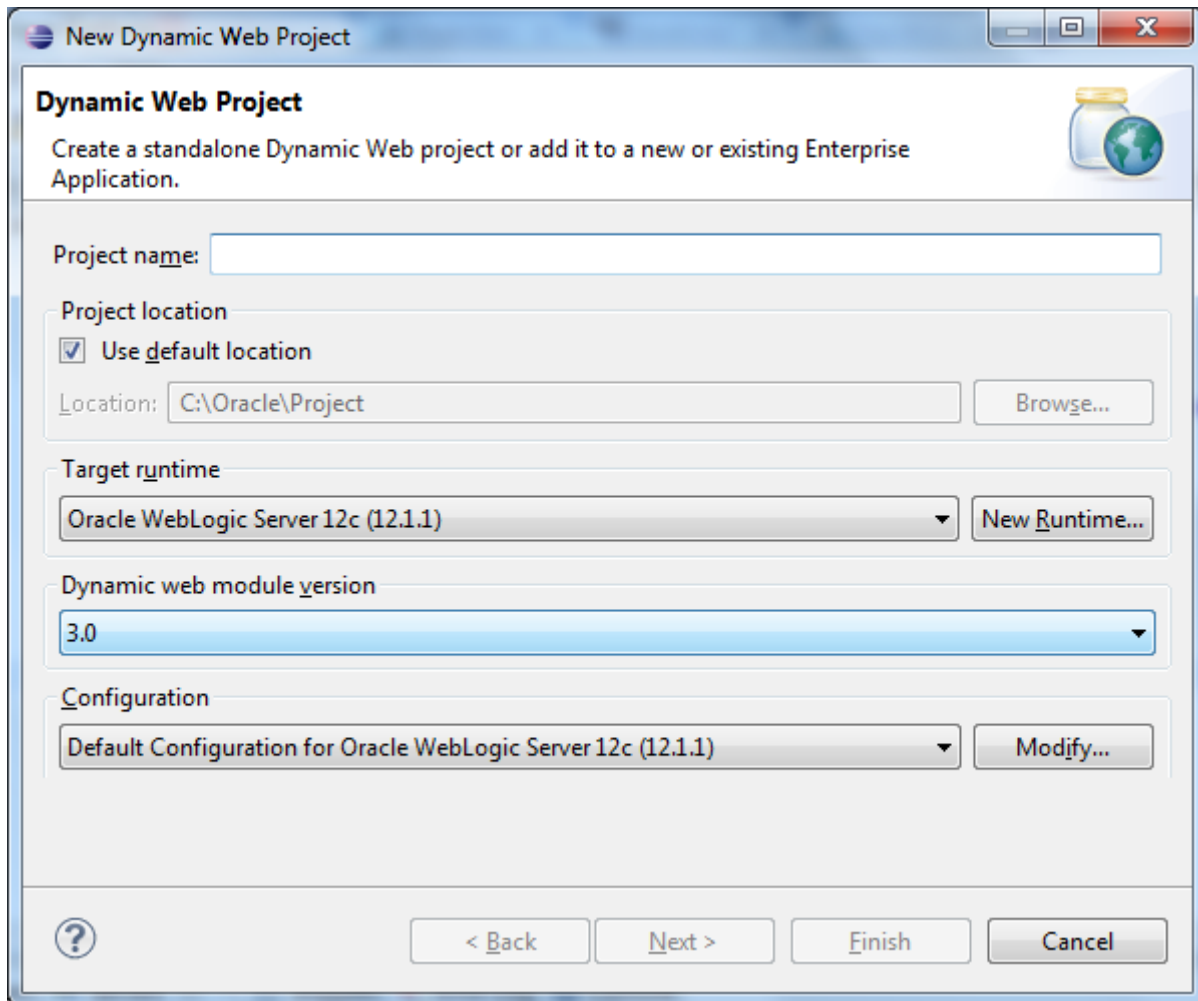 New Dynamic Web Project
Dynamic Web Project
Create a standalone Dynamic Web project or add it to a new or existing Enterprise
Application.
Project name:
Project location
Use default location
Location: C:\Oracle\Project Browse...
Target runtime
Oracle WebLogic Server 12c (12.1.1) New Runtime...
Dynamic web module version
3.0
Configuration
Default Configuration for Oracle WebLogic Server 12c (12.1.1) Modify...
? < Back Next > Finish Cancel